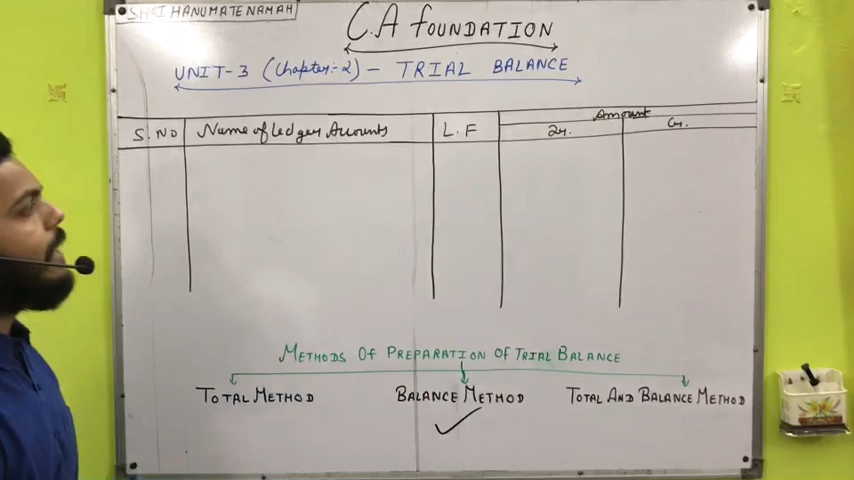 SHRI HANUMATE NAMAH
C.A FOUNDATION
UNIT-3 (Chapter:-2) - TRIAL BALANCE
S.NO Name of Ledger Accounts L.F Amount
Dr. Cr.
METHODS OF PREPARATION OF TRIAL BALANCE
TOTAL METHOD BALANCE METHOD TOTAL AND BALANCE METHOD